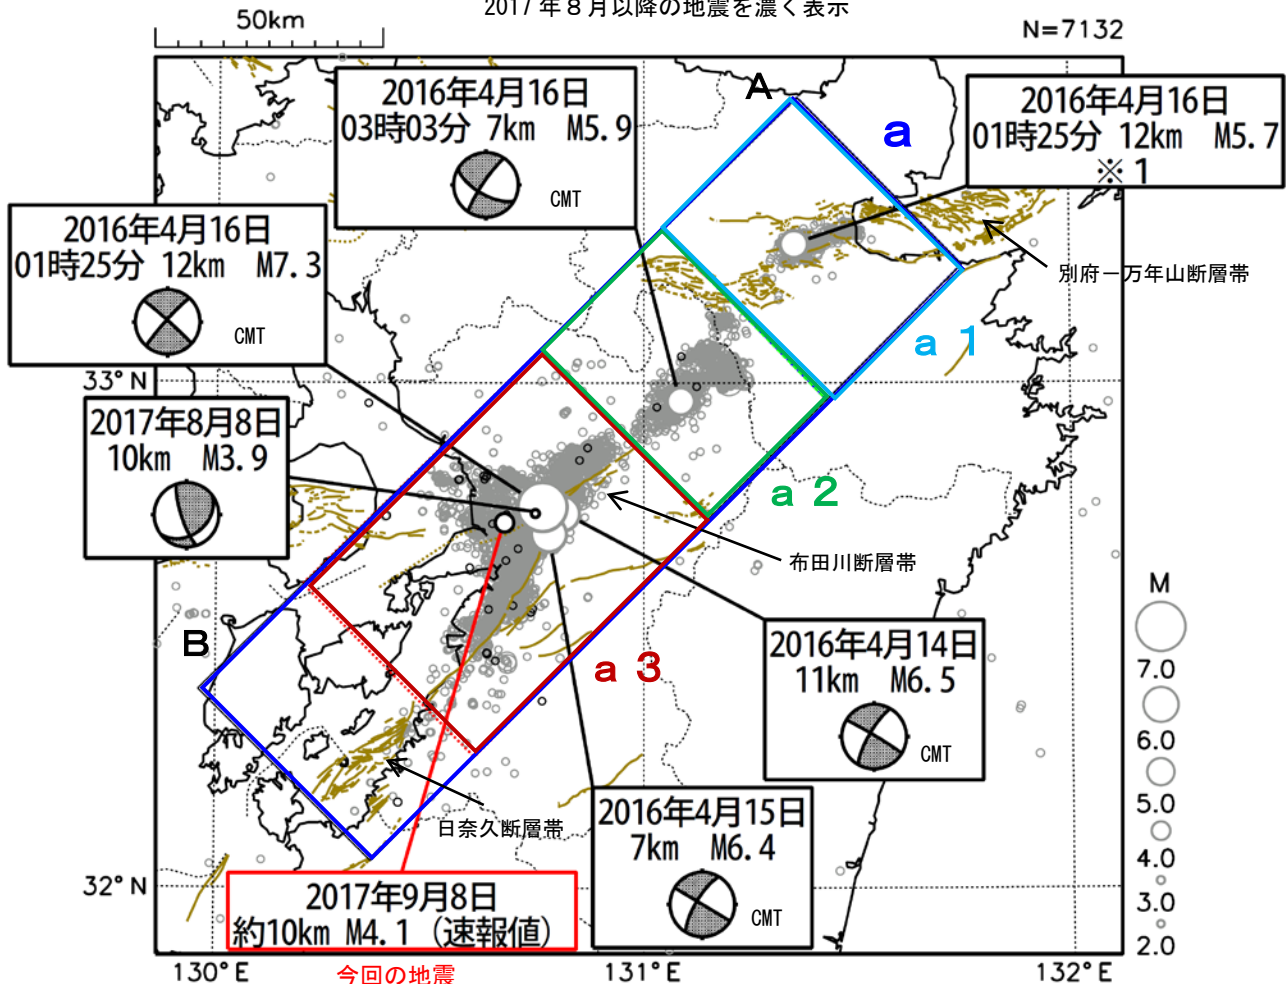 2017年8月以降の地震を濃く表示
50km
N=7132
2016年4月16日
03時03分 7km M5.9
CMT
A
a
2016年4月16日
01時25分 12km M5.7
※1
2016年4月16日
01時25分 12km M7.3
CMT
別府－万年山断層帯
a 1
33°N
2017年8月8日
10km M3.9
a 2
布田川断層帯
M
B
a 3
2016年4月14日
11km M6.5
CMT
7.0
6.0
5.0
4.0
3.0
2.0
2016年4月15日
7km M6.4
CMT
日奈久断層帯
32°N
2017年9月8日
約10km M4.1（速報値）
今回の地震
130°E
131°E
132°E